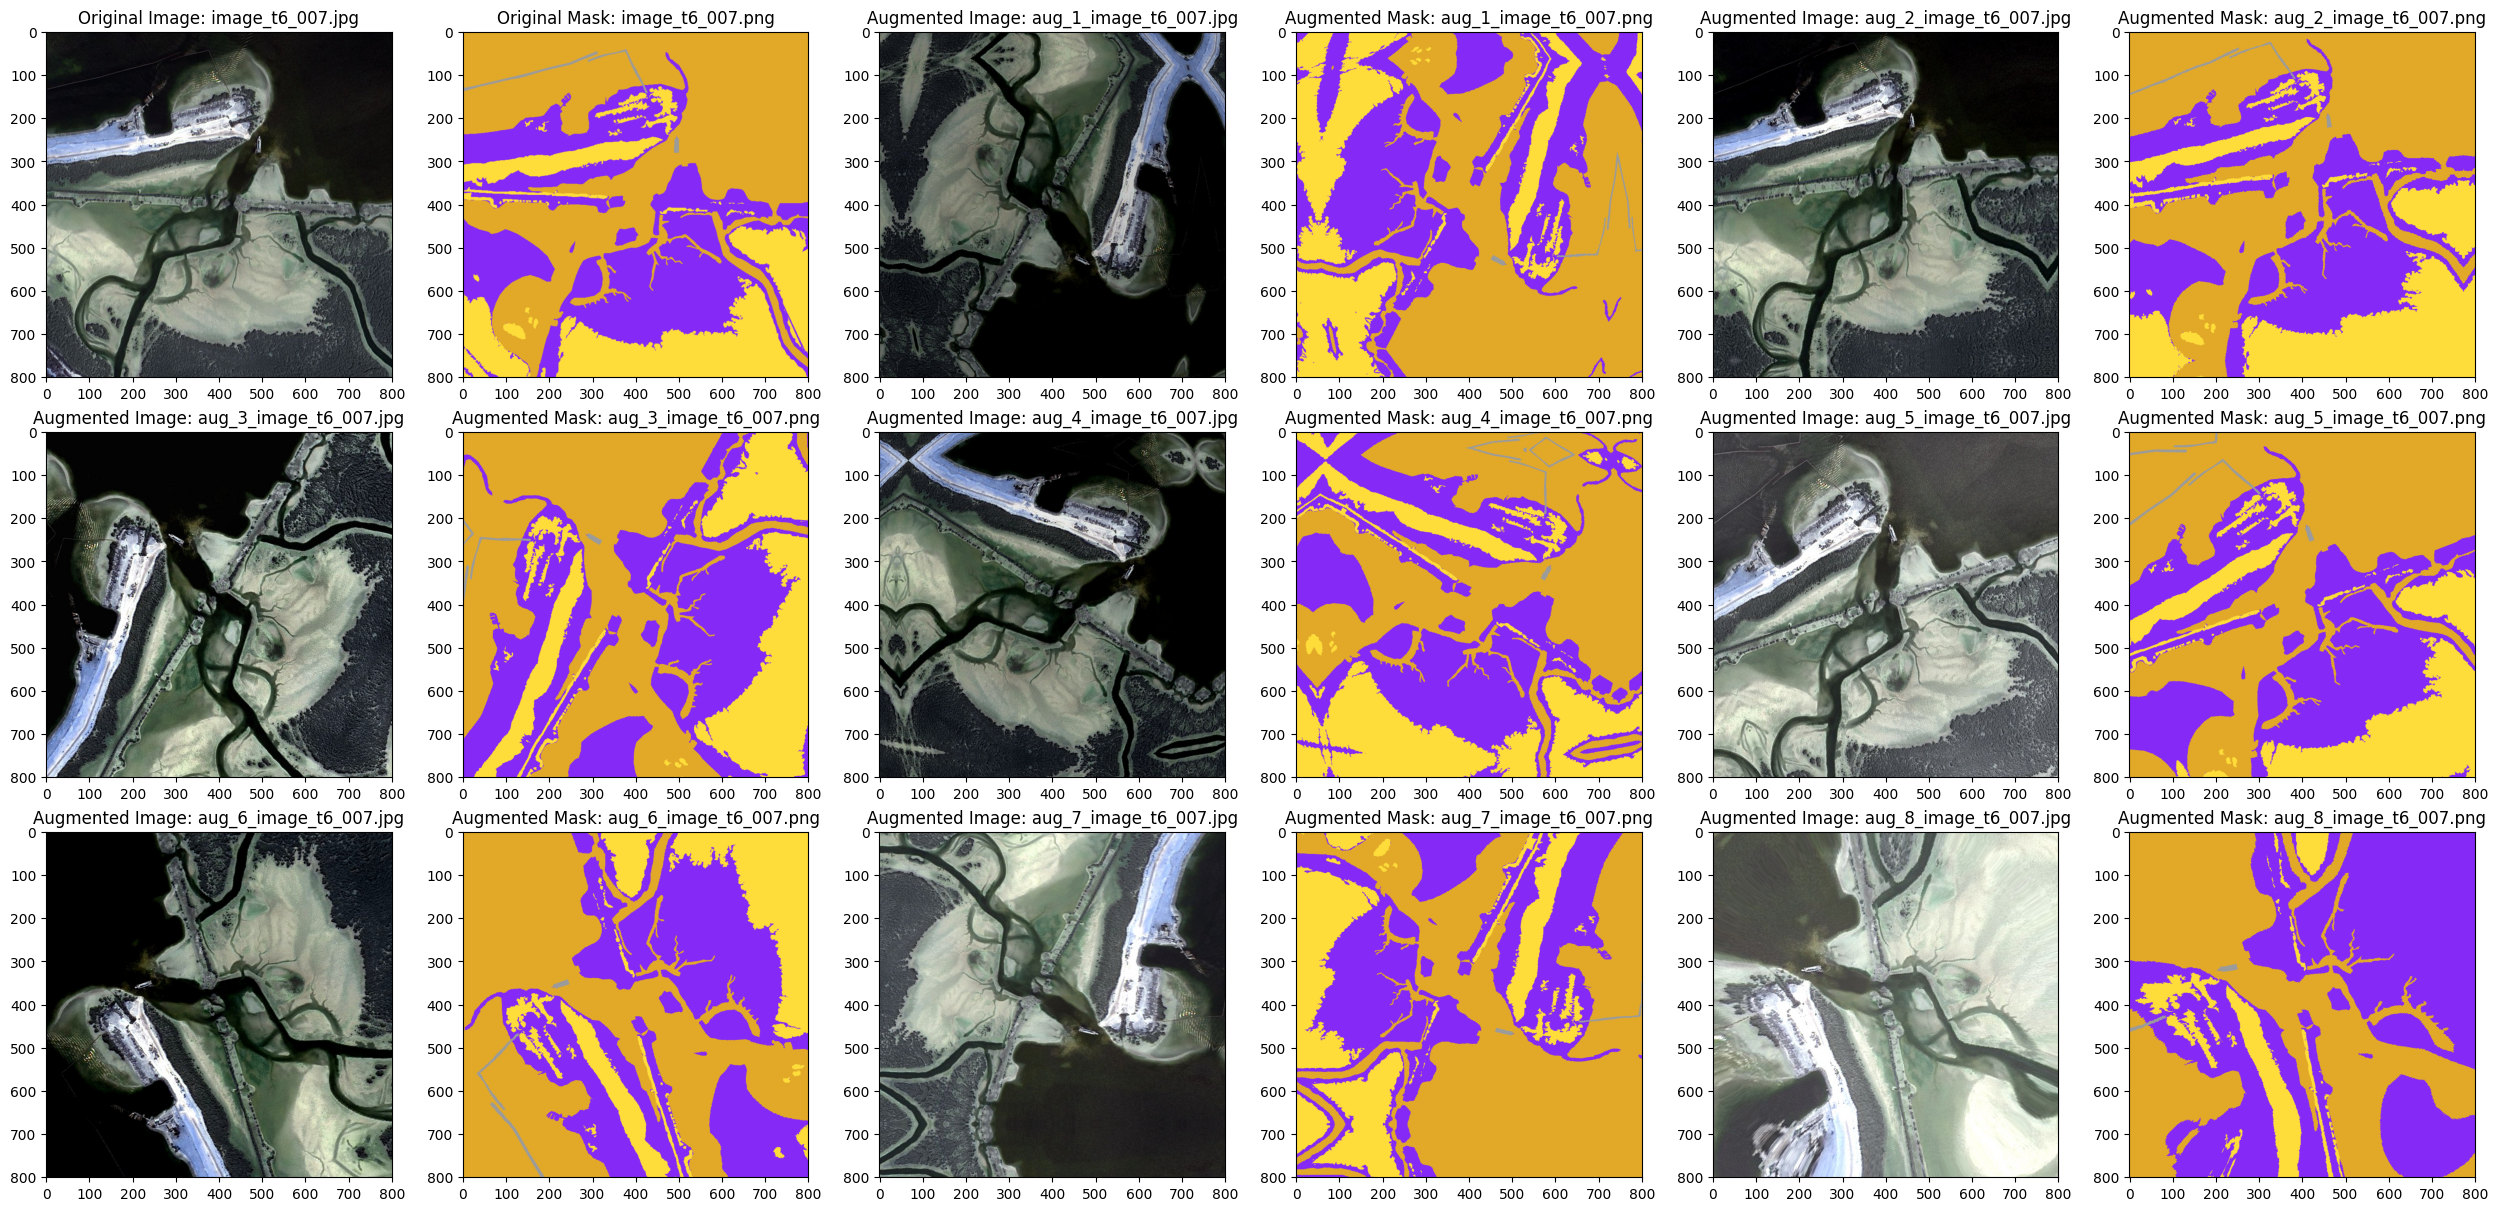 Original Image: image_t6_007.jpg
Original Mask: image_t6_007.png
Augmented Image: aug_1_image_t6_007.jpg
Augmented Mask: aug_1_image_t6_007.png
Augmented Image: aug_2_image_t6_007.jpg
Augmented Mask: aug_2_image_t6_007.png
0 100 200 300 400 500 600 700 800
0 100 200 300 400 500 600 700 800
0 100 200 300 400 500 600 700 800
0 100 200 300 400 500 600 700 800
0 100 200 300 400 500 600 700 800
0 100 200 300 400 500 600 700 800
0 100 200 300 400 500 600 700 800
0 100 200 300 400 500 600 700 800
0 100 200 300 400 500 600 700 800
0 100 200 300 400 500 600 700 800
0 100 200 300 400 500 600 700 800
0 100 200 300 400 500 600 700 800
Augmented Image: aug_3_image_t6_007.jpg
Augmented Mask: aug_3_image_t6_007.png
Augmented Image: aug_4_image_t6_007.jpg
Augmented Mask: aug_4_image_t6_007.png
Augmented Image: aug_5_image_t6_007.jpg
Augmented Mask: aug_5_image_t6_007.png
0 100 200 300 400 500 600 700 800
0 100 200 300 400 500 600 700 800
0 100 200 300 400 500 600 700 800
0 100 200 300 400 500 600 700 800
0 100 200 300 400 500 600 700 800
0 100 200 300 400 500 600 700 800
0 100 200 300 400 500 600 700 800
0 100 200 300 400 500 600 700 800
0 100 200 300 400 500 600 700 800
0 100 200 300 400 500 600 700 800
0 100 200 300 400 500 600 700 800
0 100 200 300 400 500 600 700 800
Augmented Image: aug_6_image_t6_007.jpg
Augmented Mask: aug_6_image_t6_007.png
Augmented Image: aug_7_image_t6_007.jpg
Augmented Mask: aug_7_image_t6_007.png
Augmented Image: aug_8_image_t6_007.jpg
Augmented Mask: aug_8_image_t6_007.png
0 100 200 300 400 500 600 700 800
0 100 200 300 400 500 600 700 800
0 100 200 300 400 500 600 700 800
0 100 200 300 400 500 600 700 800
0 100 200 300 400 500 600 700 800
0 100 200 300 400 500 600 700 800
0 100 200 300 400 500 600 700 800
0 100 200 300 400 500 600 700 800
0 100 200 300 400 500 600 700 800
0 100 200 300 400 500 600 700 800
0 100 200 300 400 500 600 700 800
0 100 200 300 400 500 600 700 800